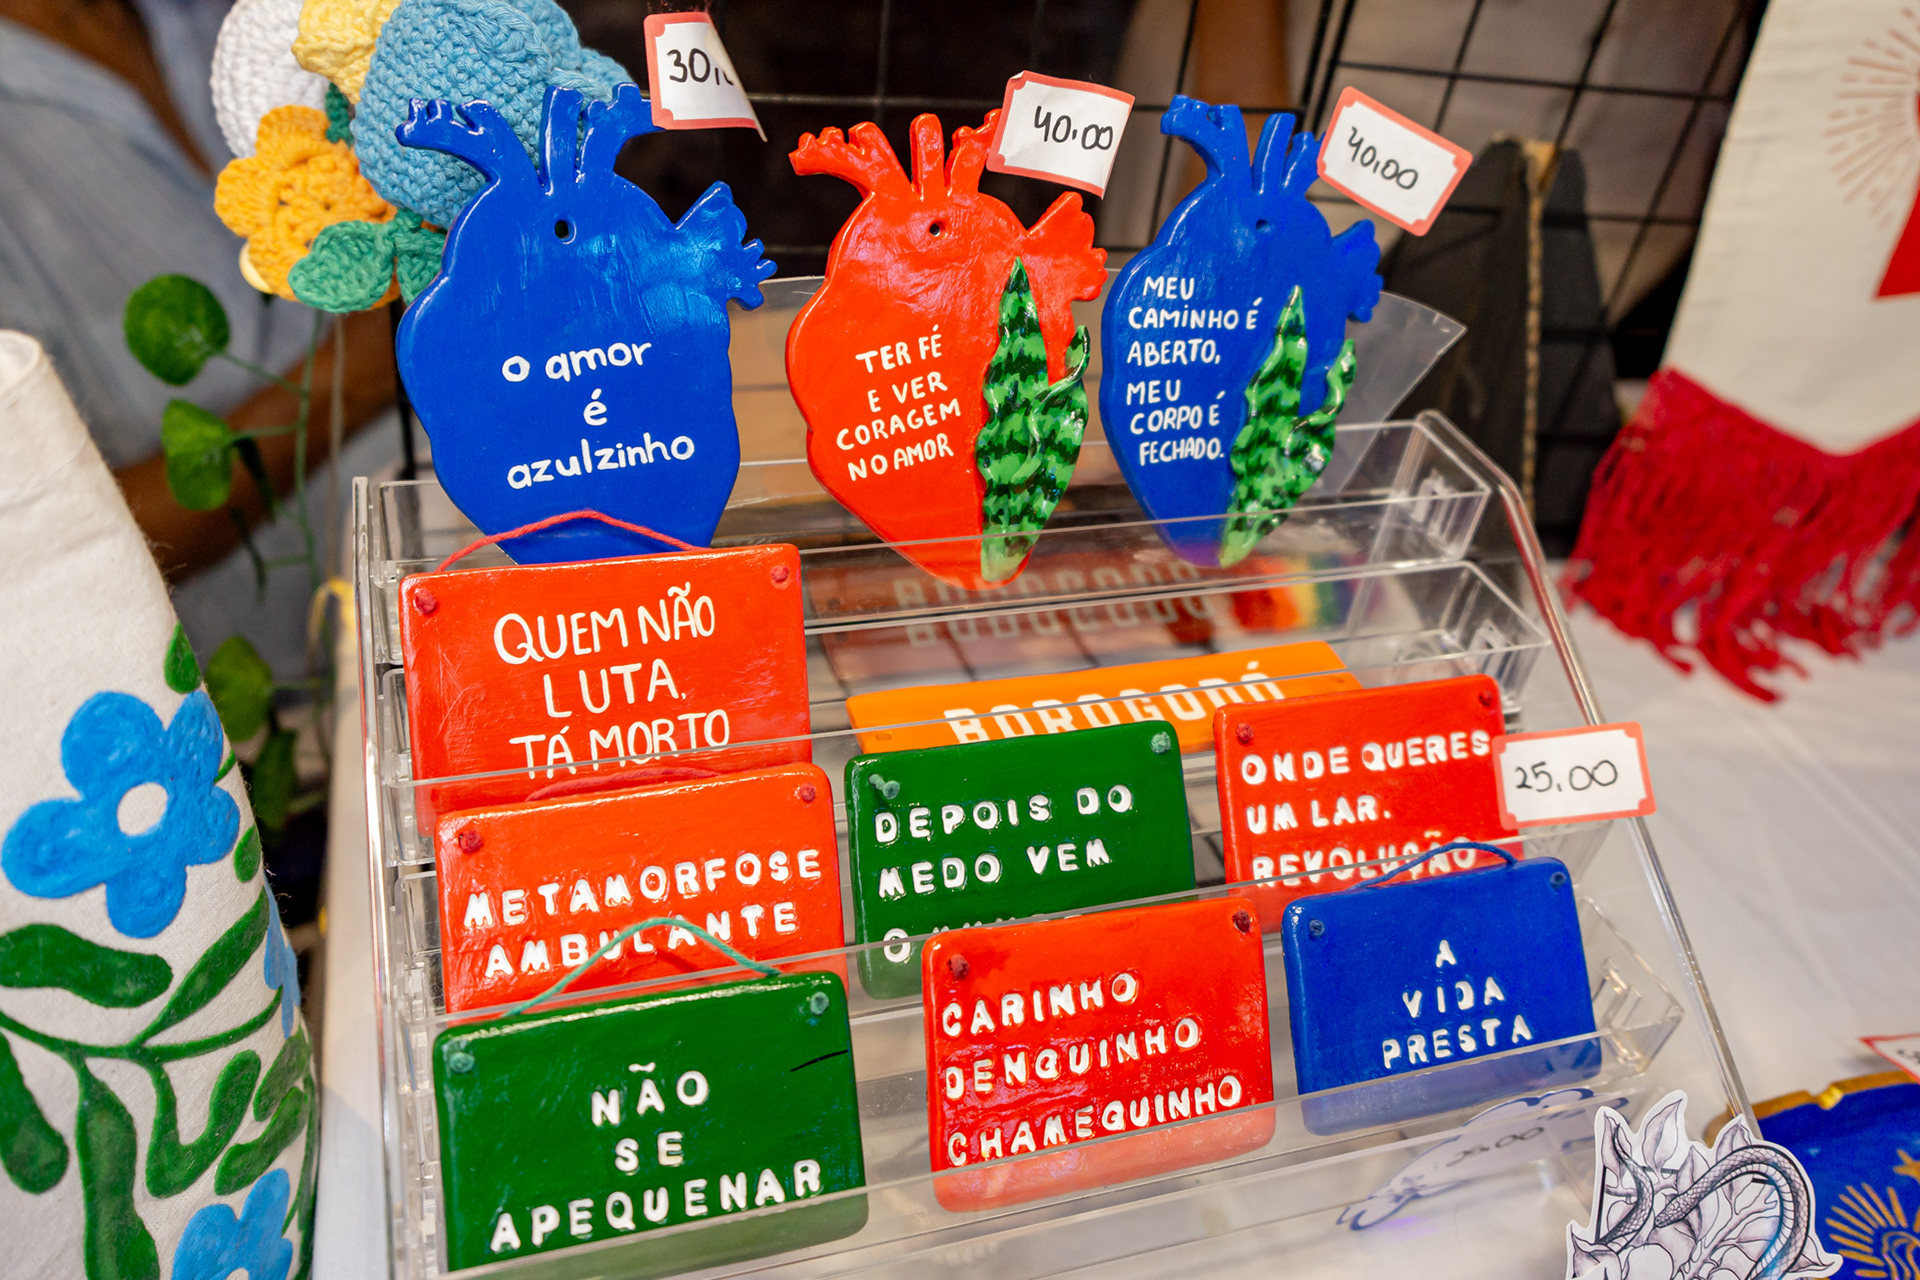 30,
40,00
40,00
o amor
é
azulzinho
TER FÉ
E VER
CORAGEM
NO AMOR
MEU
CAMINHO É
ABERTO,
MEU
CORPO É
FECHADO.
QUEM NÃO
LUTA,
TÁ MORTO
BOROGODÓ
METAMORFOSE
AMBULANTE
DEPOIS DO
MEDO VEM
O
ONDE QUERES
UM LAR.
REVOLUÇÃO
25,00
NÃO
SE
APEQUENAR
CARINHO
DENGUINHO
CHAMEGUINHO
A
VIDA
PRESTA